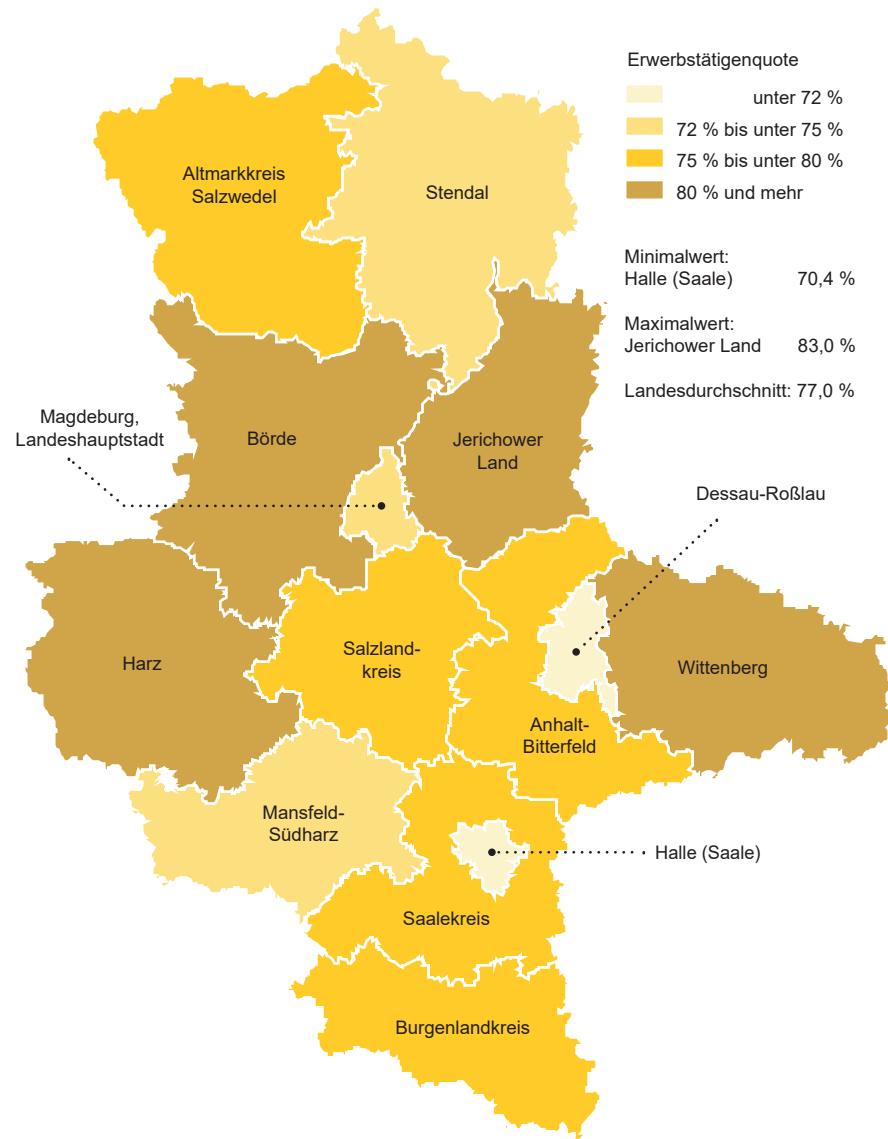 Erwerbstätigenquote
unter 72 %
72 % bis unter 75 %
75 % bis unter 80 %
80 % und mehr
Minimalwert:
Halle (Saale) 70,4 %
Maximalwert:
Jerichower Land 83,0 %
Landesdurchschnitt: 77,0 %
Altmarkkreis
Salzwedel
Stendal
Magdeburg,
Landeshauptstadt
Börde
Jerichower
Land
Dessau-Roßlau
Harz
Salzland-
kreis
Wittenberg
Anhalt-
Bitterfeld
Mansfeld-
Südharz
Halle (Saale)
Saalekreis
Burgenlandkreis